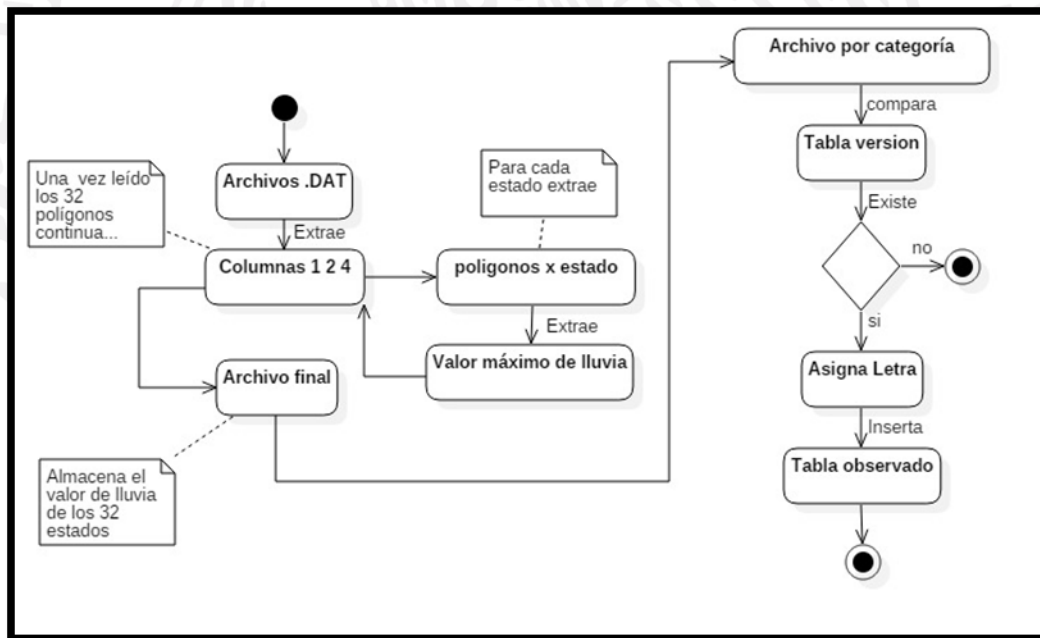 Archivo por categoría
compara
Tabla version
Existe
no
si
Asigna Letra
Inserta
Tabla observado
Archivos .DAT
Extrae
Una vez leído
los 32
polígonos
continua...
Columnas 1 2 4
Para cada
estado extrae
poligonos x estado
Extrae
Valor máximo de lluvia
Archivo final
Almacena el
valor de lluvia
de los 32
estados